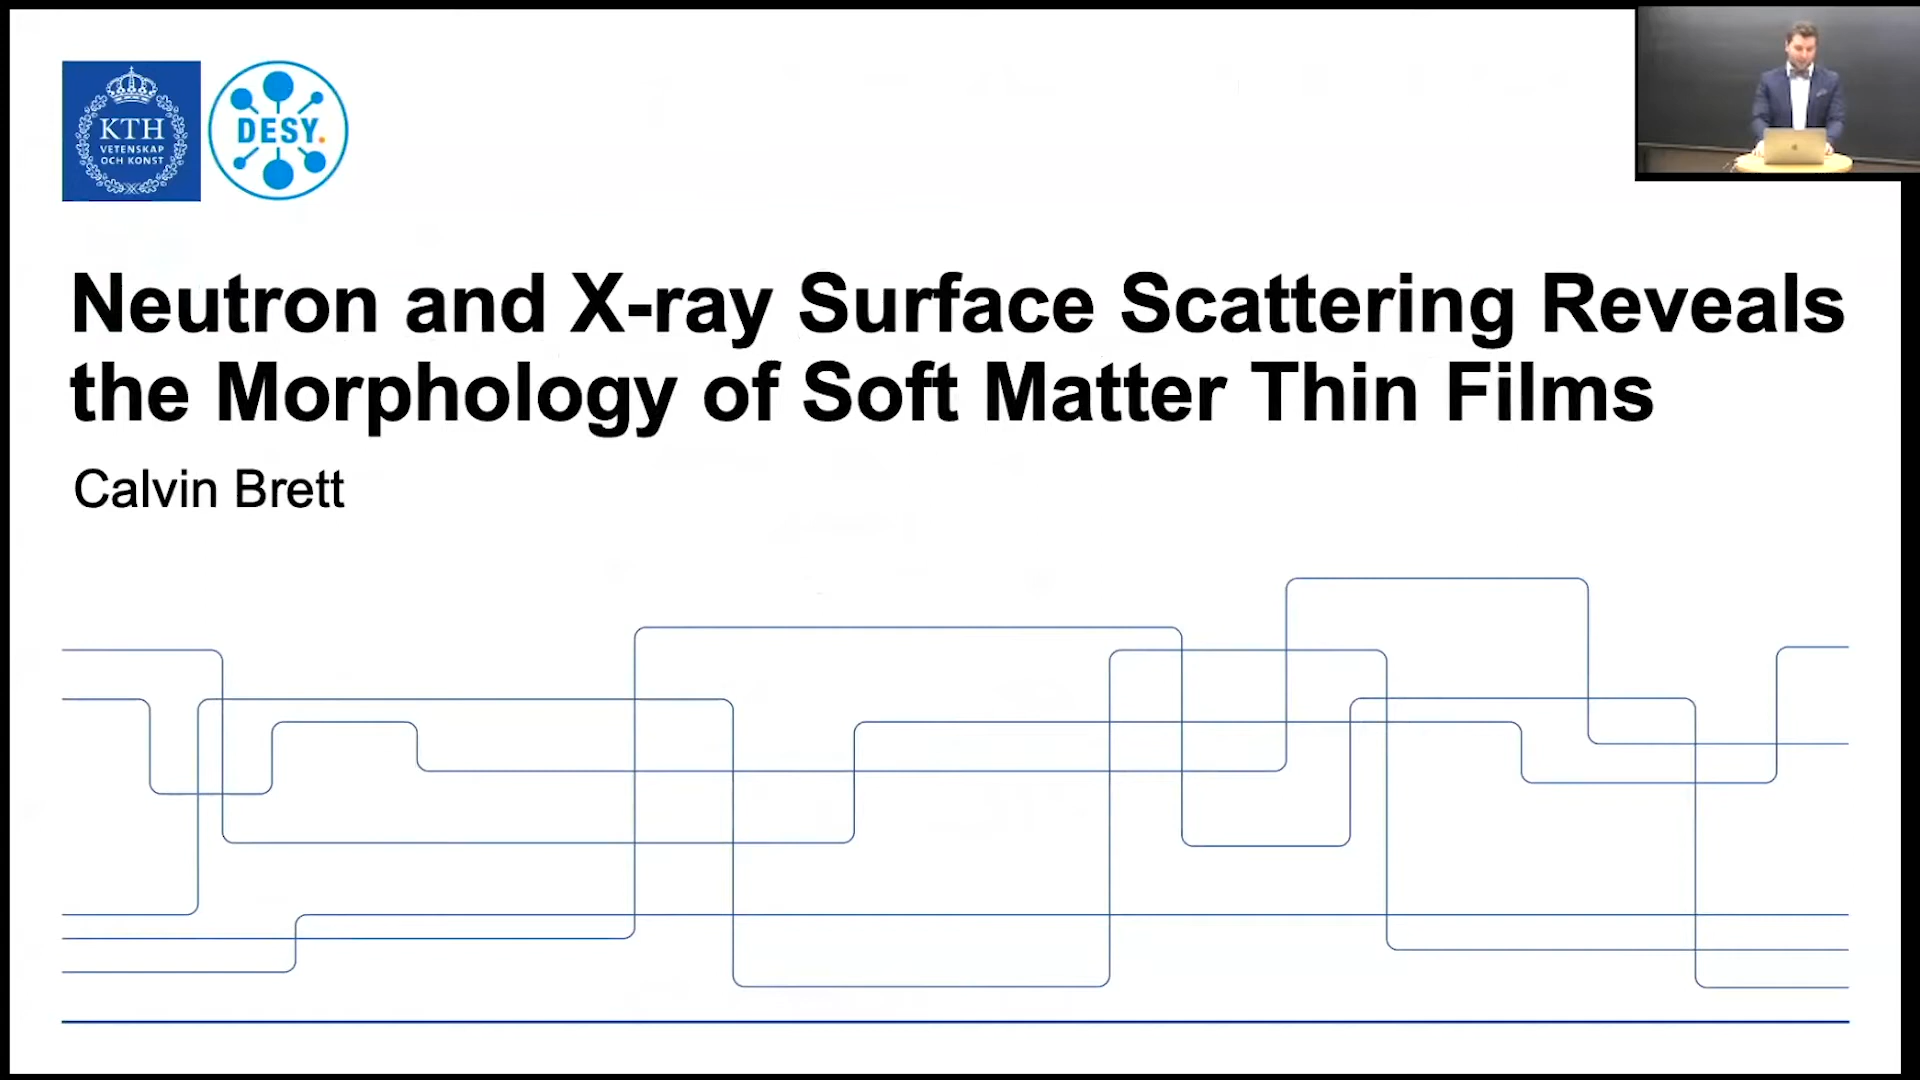 KTH
VETENSKAP
OCH KONST
DESY.
Neutron and X-ray Surface Scattering Reveals
the Morphology of Soft Matter Thin Films
Calvin Brett